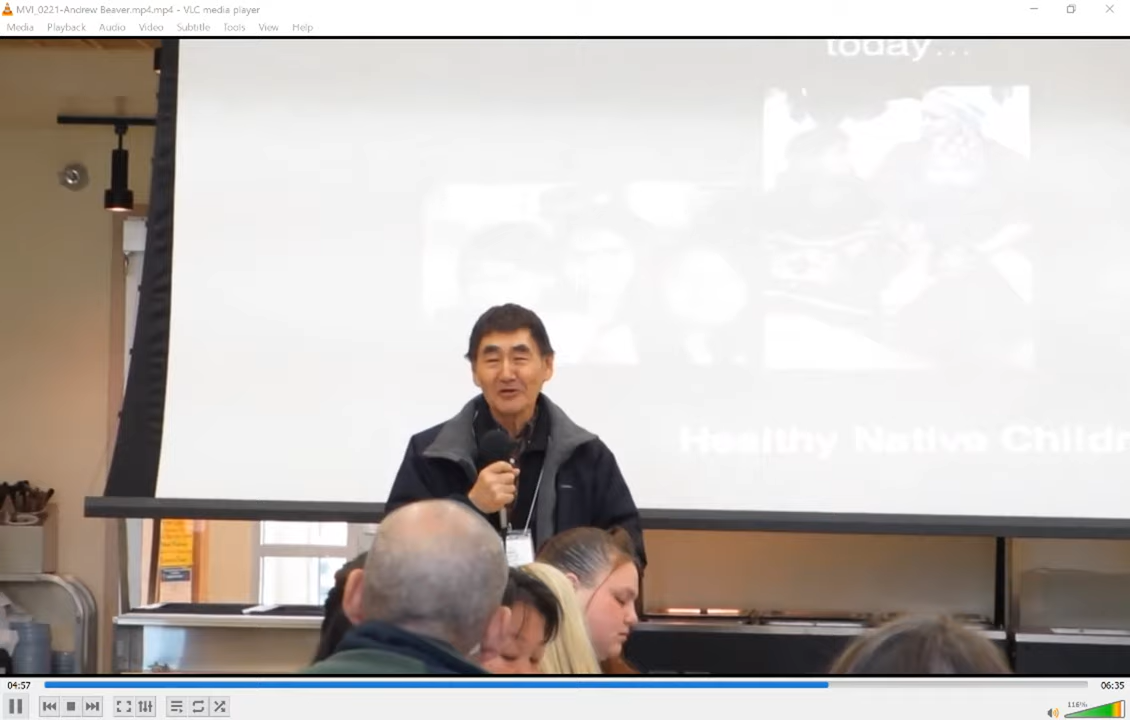 MVI_0221-Andrew Beaver.mp4.mp4 - VLC media player
Media Playback Audio Video Subtitle Tools View Help
today...
Healthy Native Childr
04:57
06:35
116%